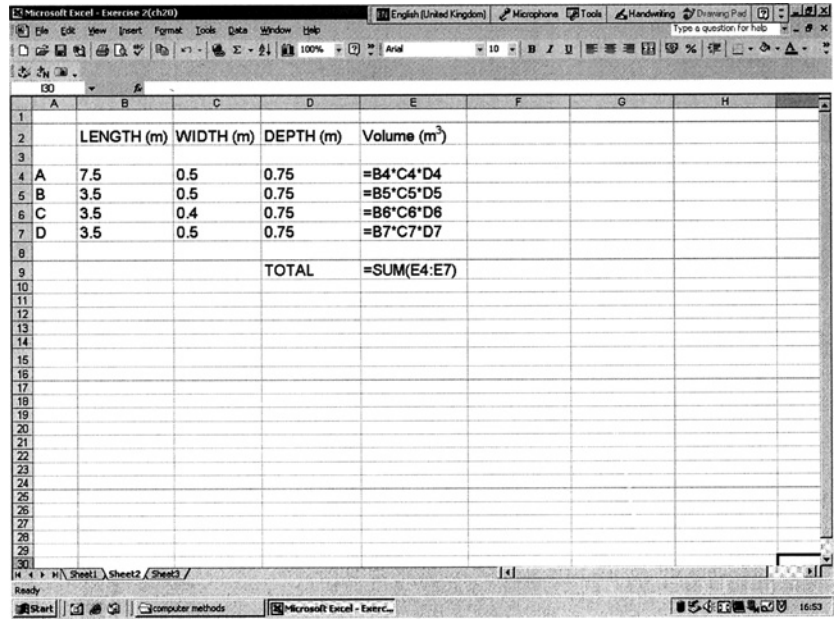 Microsoft Excel - Exercise 2(ch20) EN English (United Kingdom) Microphone Tools Handwriting Drawing Pad
File Edit View Insert Format Tools Data Window Help Type a question for help
100% Arial 10 B I U %
I30 fx
A B C D E F G H
1
2 LENGTH (m) WIDTH (m) DEPTH (m) Volume (m³)
3
4 A 7.5 0.5 0.75 =B4*C4*D4
5 B 3.5 0.5 0.75 =B5*C5*D5
6 C 3.5 0.4 0.75 =B6*C6*D6
7 D 3.5 0.5 0.75 =B7*C7*D7
8
9 TOTAL =SUM(E4:E7)
10
11
12
13
14
15
16
17
18
19
20
21
22
23
24
25
26
27
28
29
30
Sheet1 Sheet2 Sheet3
Ready
Start computer methods Microsoft Excel - Exerc... 16:53